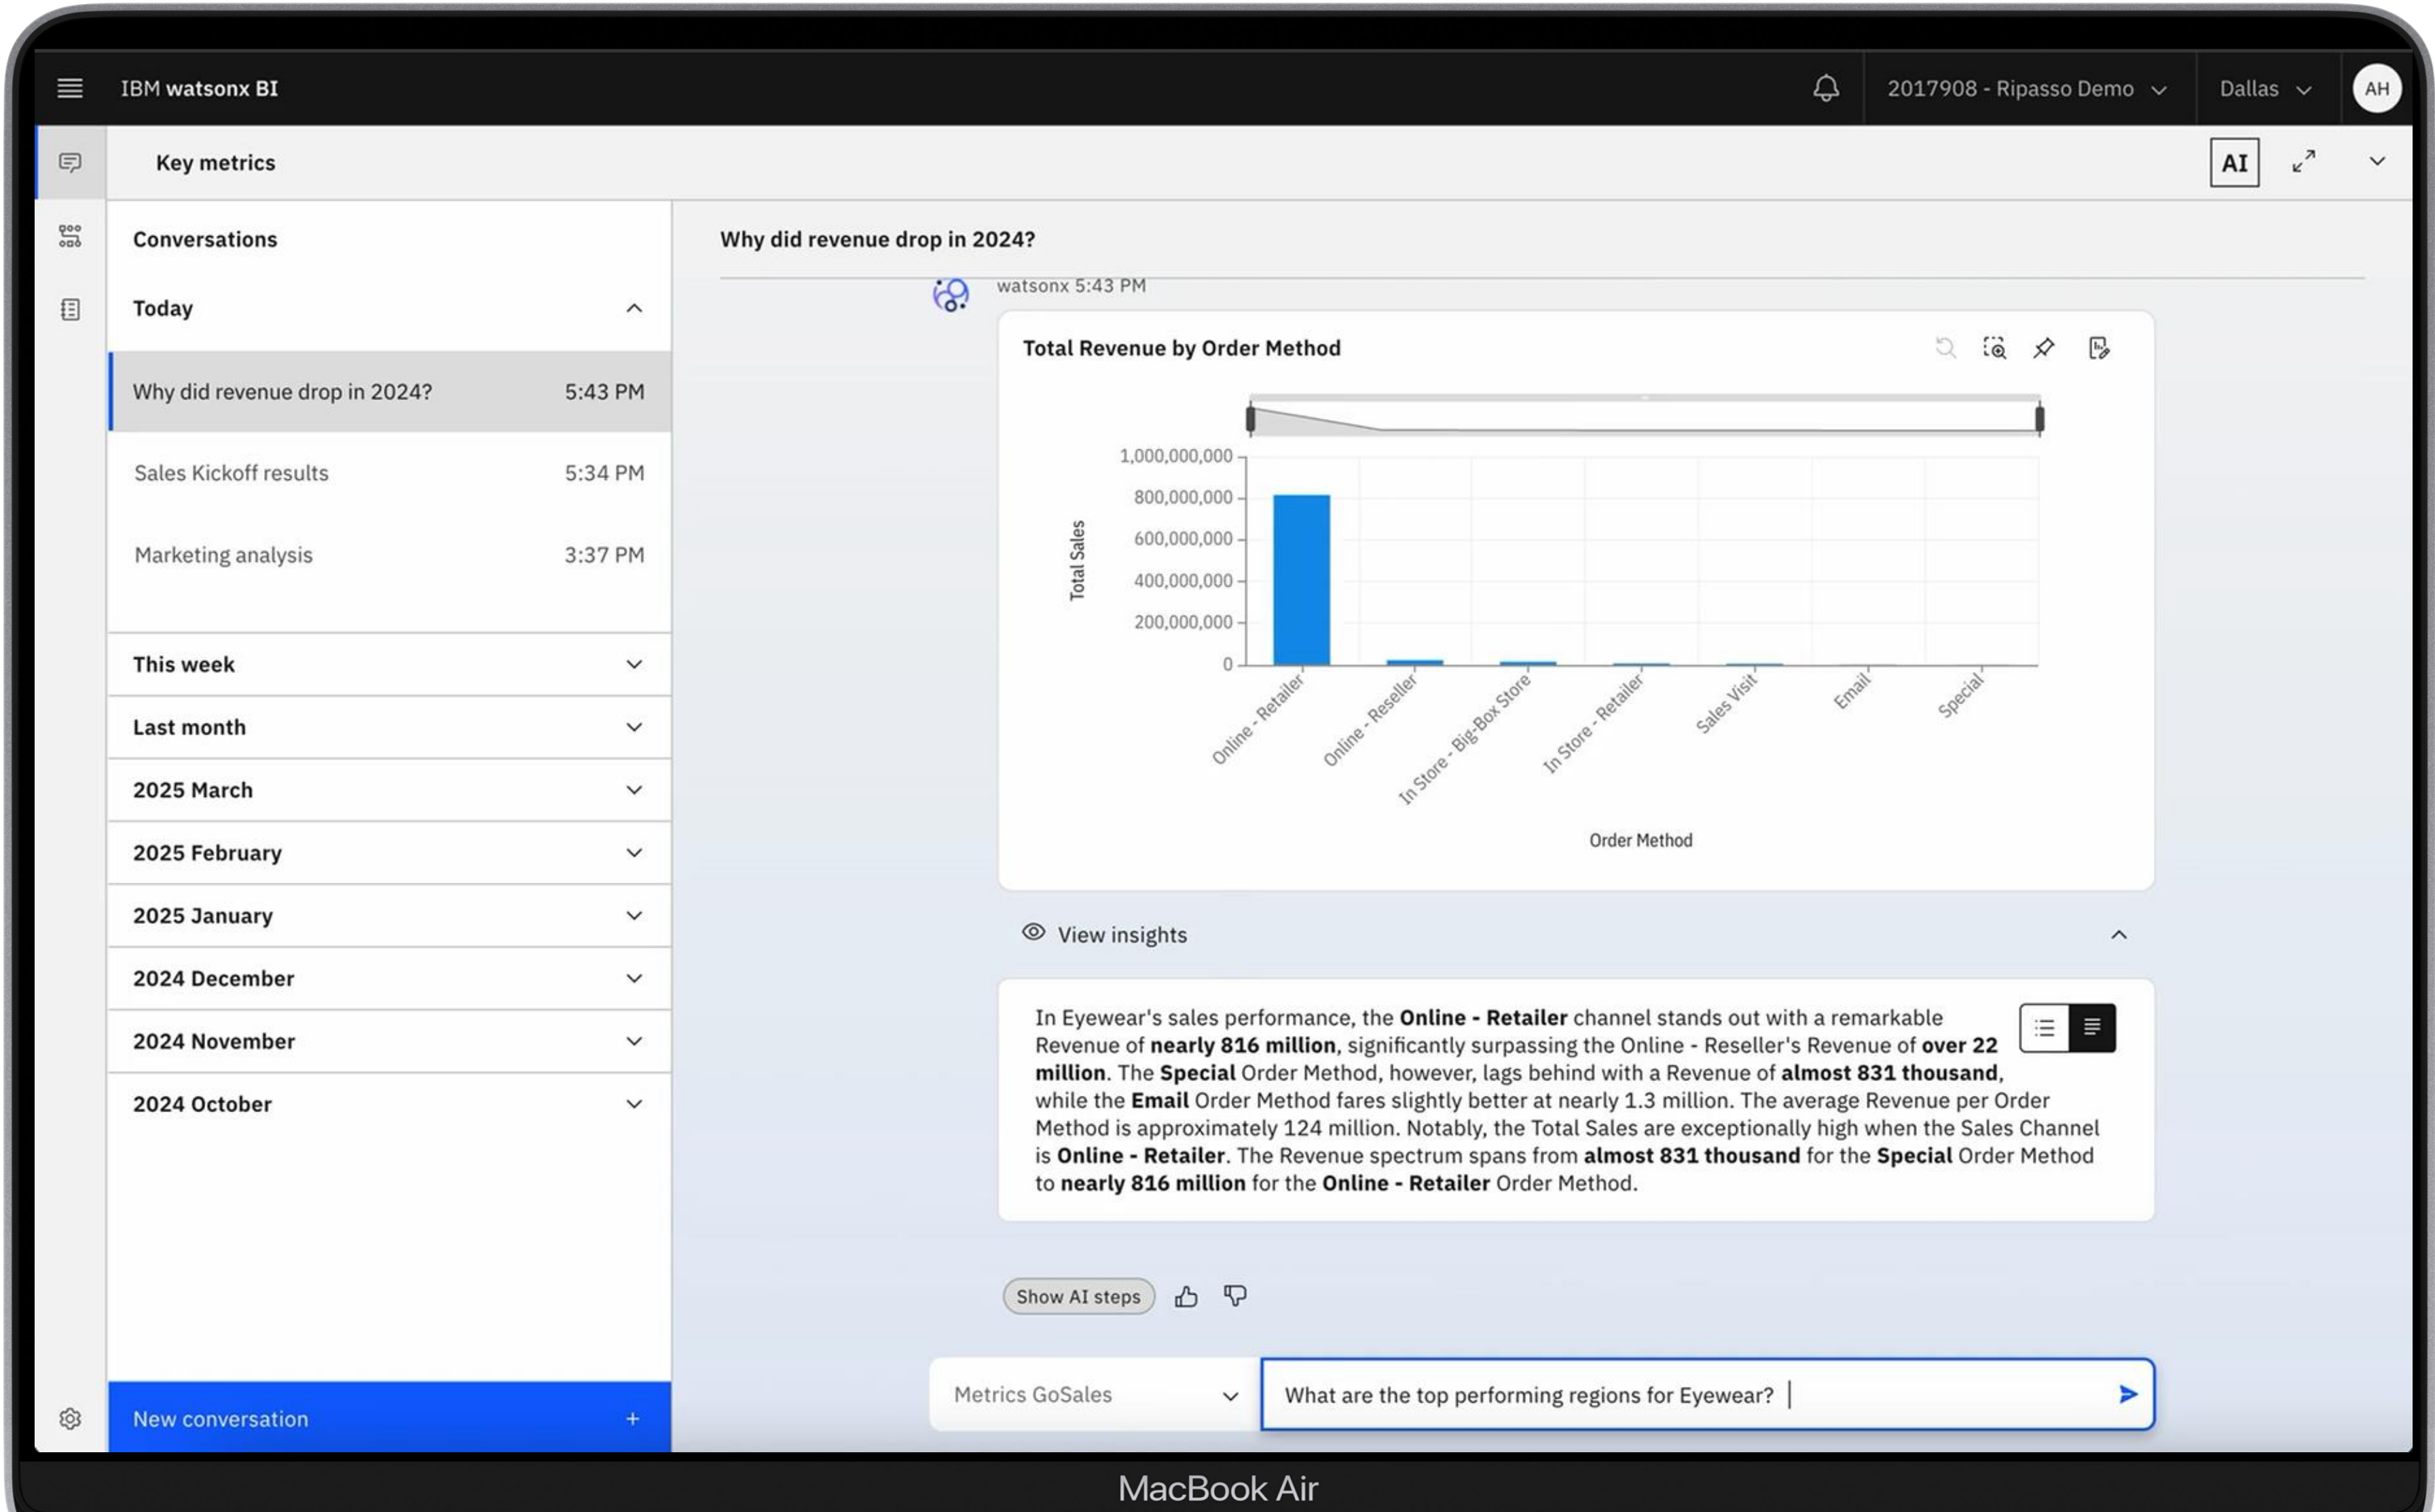 IBM watsonx BI
2017908 - Ripasso Demo
Dallas
AH
Key metrics
AI
Conversations
Today
Why did revenue drop in 2024? 5:43 PM
Sales Kickoff results 5:34 PM
Marketing analysis 3:37 PM
This week
Last month
2025 March
2025 February
2025 January
2024 December
2024 November
2024 October
New conversation +
Why did revenue drop in 2024?
watsonx 5:43 PM
Total Revenue by Order Method
1,000,000,000
800,000,000
600,000,000
400,000,000
200,000,000
0
Total Sales
Online - Retailer
Online - Reseller
In Store - Big-Box Store
In Store - Retailer
Sales Visit
Email
Special
Order Method
View insights
In Eyewear's sales performance, the Online - Retailer channel stands out with a remarkable
Revenue of nearly 816 million, significantly surpassing the Online - Reseller's Revenue of over 22
million. The Special Order Method, however, lags behind with a Revenue of almost 831 thousand,
while the Email Order Method fares slightly better at nearly 1.3 million. The average Revenue per Order
Method is approximately 124 million. Notably, the Total Sales are exceptionally high when the Sales Channel
is Online - Retailer. The Revenue spectrum spans from almost 831 thousand for the Special Order Method
to nearly 816 million for the Online - Retailer Order Method.
Show AI steps
Metrics GoSales
What are the top performing regions for Eyewear?
MacBook Air